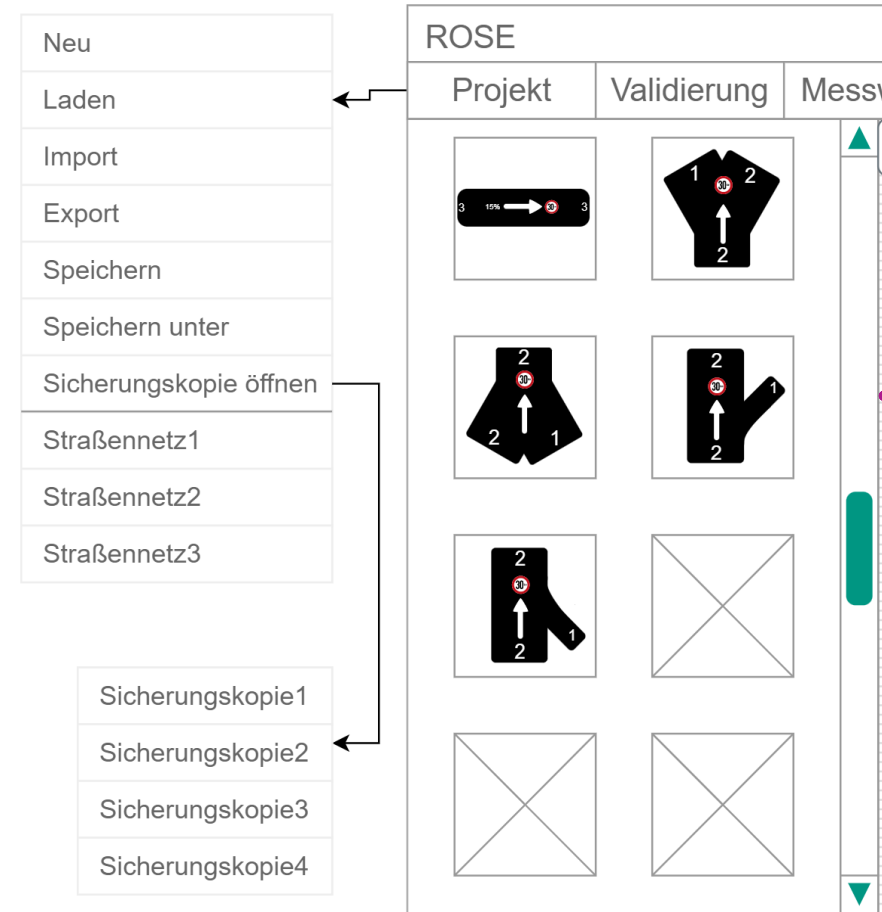 Neu
Laden
Import
Export
Speichern
Speichern unter
Sicherungskopie öffnen
Straßennetz1
Straßennetz2
Straßennetz3
Sicherungskopie1
Sicherungskopie2
Sicherungskopie3
Sicherungskopie4
ROSE
Projekt Validierung Messw
3 15% 30 3
1 30 2
2
2
30
2 1
2
30 1
2
2
30
2 1